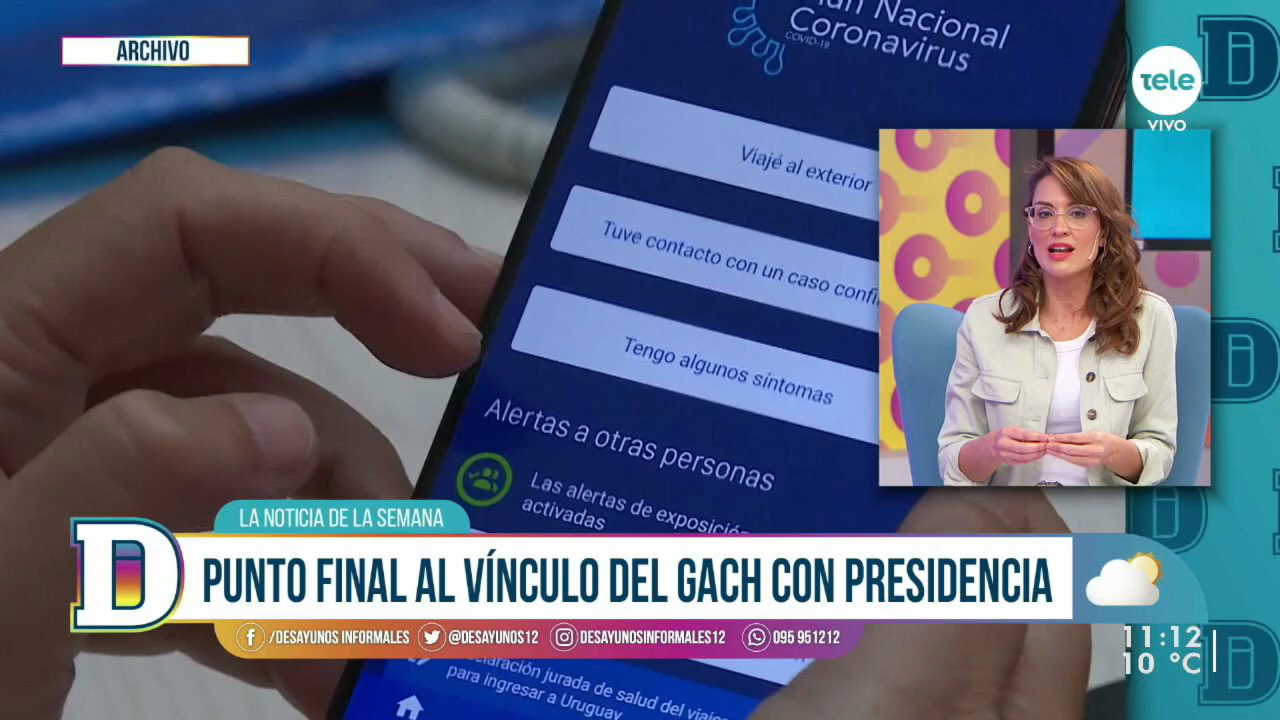 ARCHIVO
Plan Nacional
Coronavirus
COVID-19
Viajé al exterior
Tuve contacto con un caso
Tengo algunos síntomas
Alertas a otras personas
Las alertas de exposición
activadas
tele
VIVO
LA NOTICIA DE LA SEMANA
D
PUNTO FINAL AL VÍNCULO DEL GACH CON PRESIDENCIA
/DESAYUNOS INFORMALES @DESAYUNOS12 DESAYUNOSINFORMALES12 095 951212
jurada de salud del
para ingresar a Uruguay
11:12
10 °C